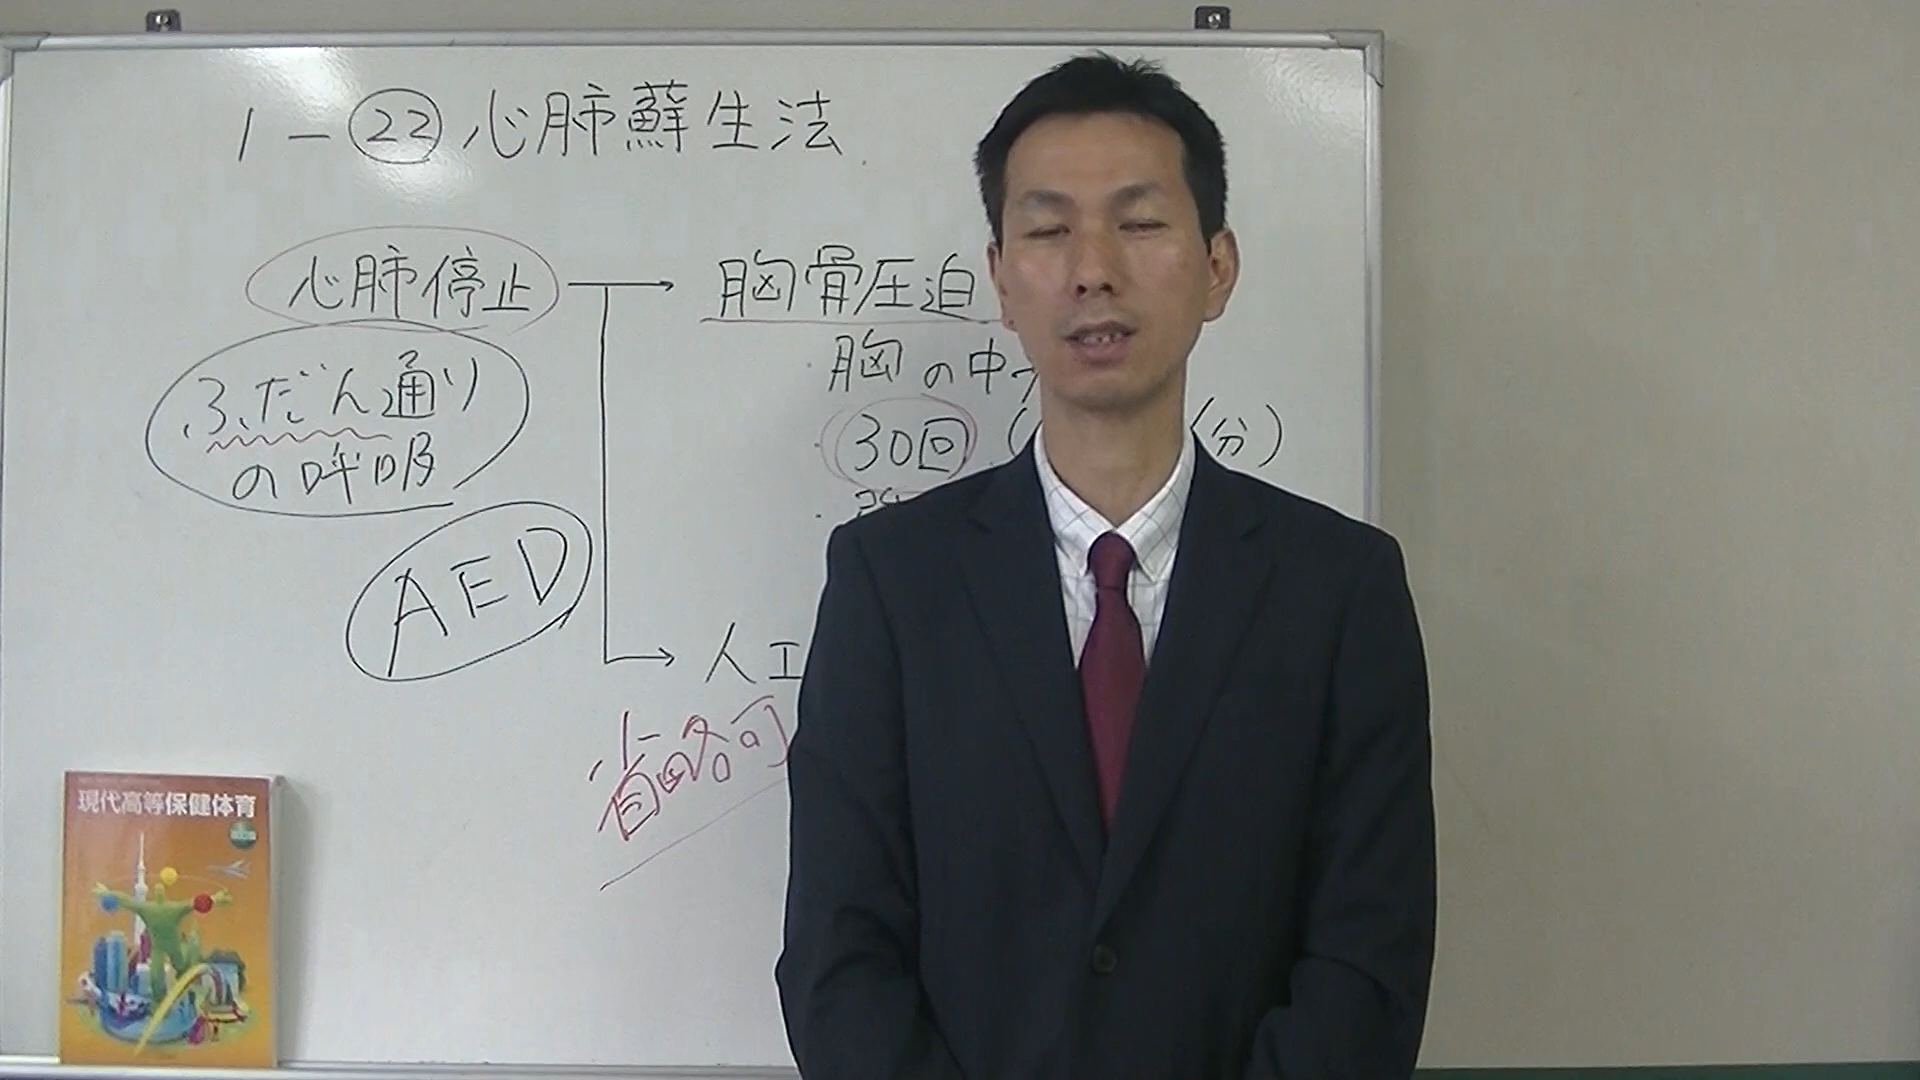 1－㉒ 心肺蘇生法
心肺停止 → 胸骨圧迫
ふだん通り
の呼吸
・胸の中
・30回（ /分）
AED
→ 人工
省略可
現代高等保健体育